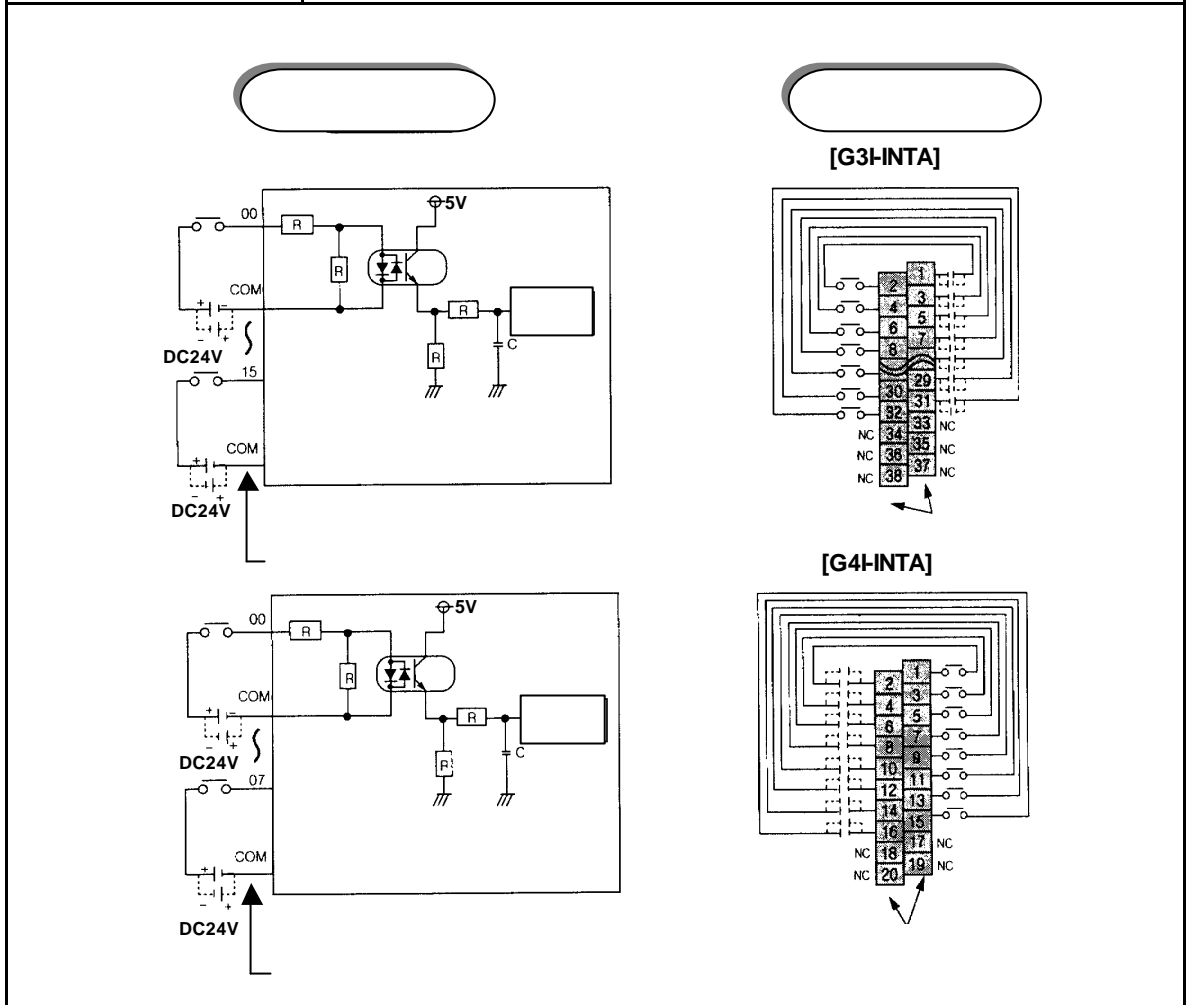 [G3I-INTA]
00
R
5V
R
COM
+ −
− +
DC24V
R
C
R
15
COM
+ −
− +
DC24V
1
2
3
4
5
6
7
8
29
30
31
32
33 NC
NC 34
35 NC
NC 36
37 NC
NC 38
[G4I-INTA]
00
R
5V
R
COM
+ −
− +
DC24V
R
C
R
07
COM
+ −
− +
DC24V
1
2
3
4
5
6
7
8
9
10
11
12
13
14
15
16
17 NC
NC 18
19 NC
NC 20